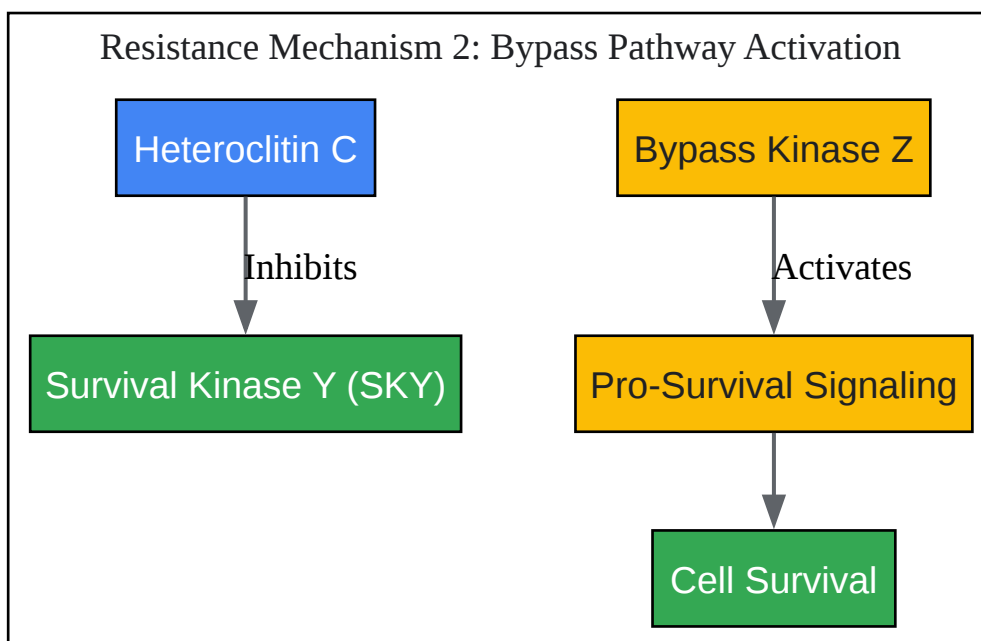 Resistance Mechanism 2: Bypass Pathway Activation
Heteroclitin C
Bypass Kinase Z
Inhibits
Activates
Survival Kinase Y (SKY)
Pro-Survival Signaling
Cell Survival